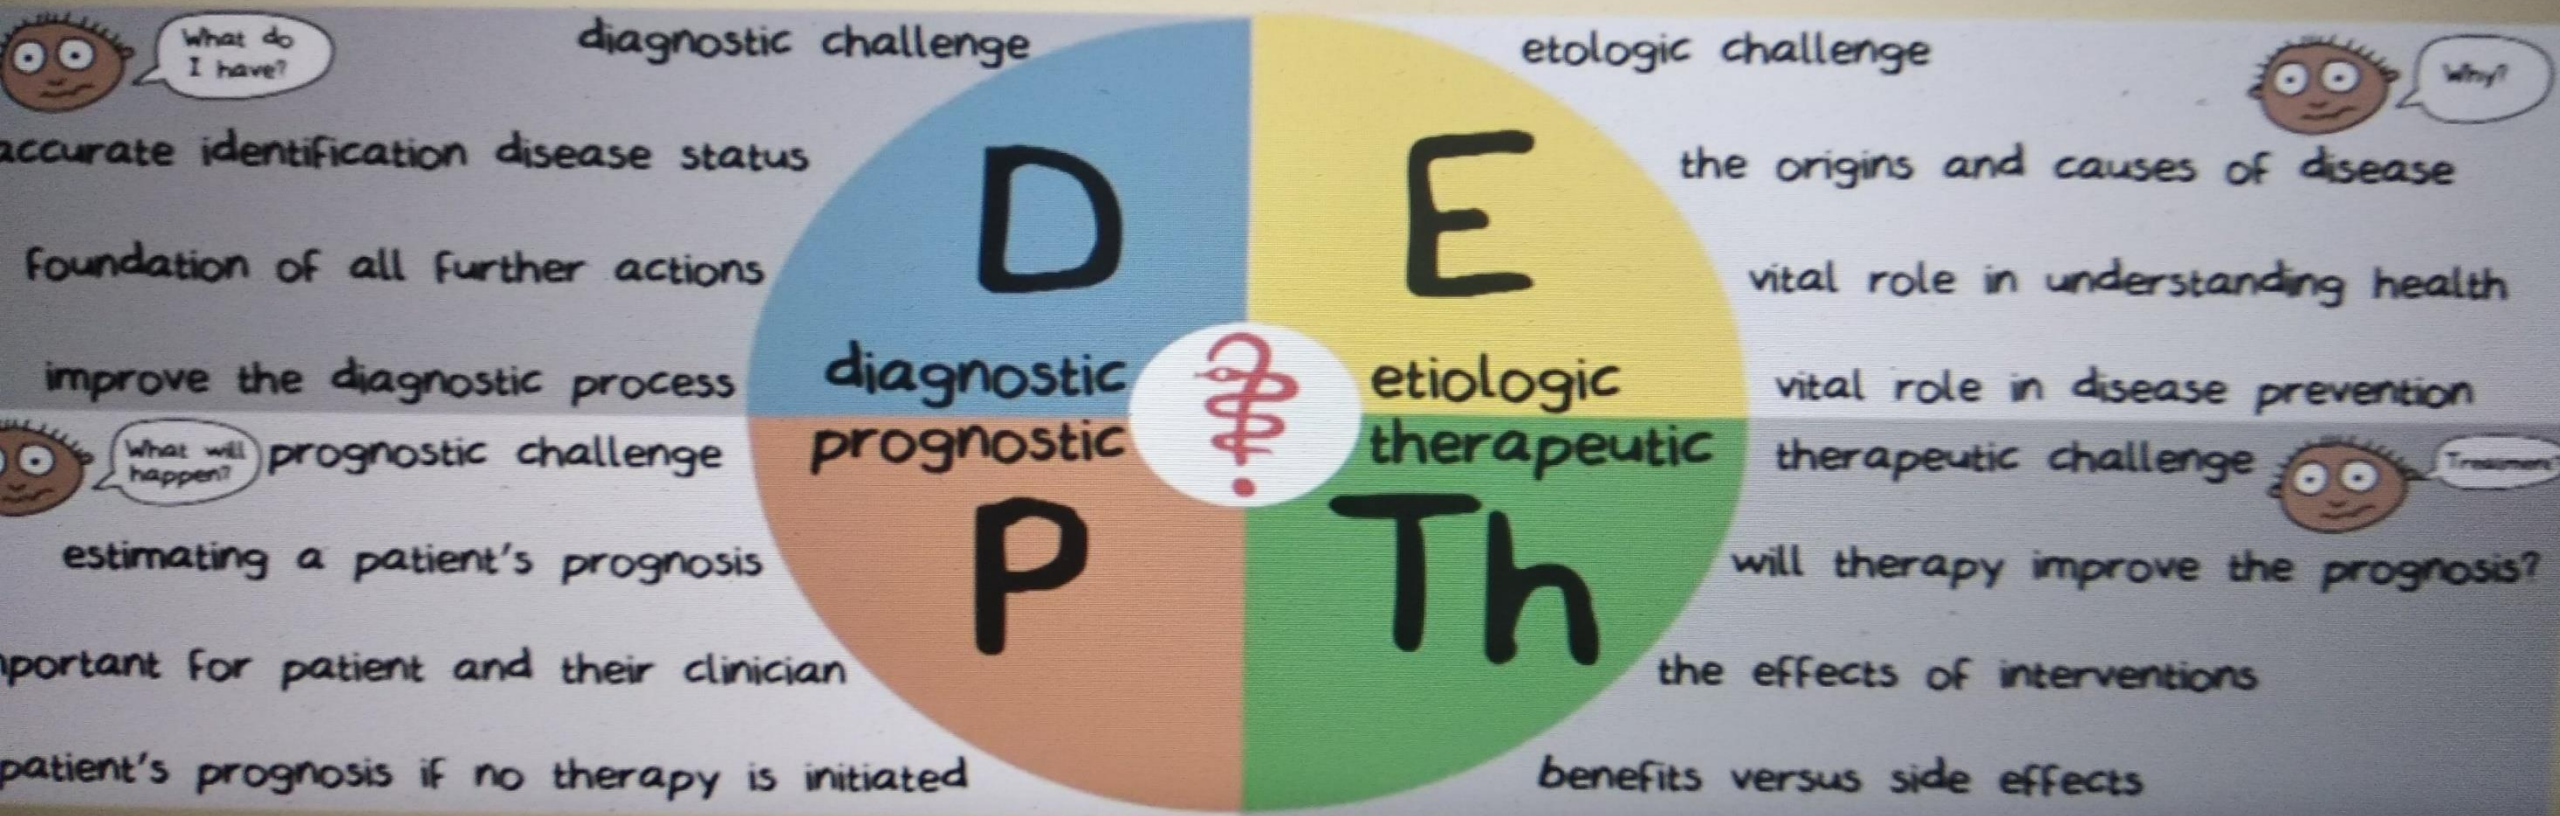 What do
I have?
diagnostic challenge
accurate identification disease status
foundation of all further actions
improve the diagnostic process
D
diagnostic
etologic challenge
Why?
the origins and causes of disease
vital role in understanding health
vital role in disease prevention
E
etiologic
What will
happen?
prognostic challenge
estimating a patient's prognosis
mportant for patient and their clinician
patient's prognosis if no therapy is initiated
prognostic
P
therapeutic
Th
therapeutic challenge
Treatment?
will therapy improve the prognosis?
the effects of interventions
benefits versus side effects